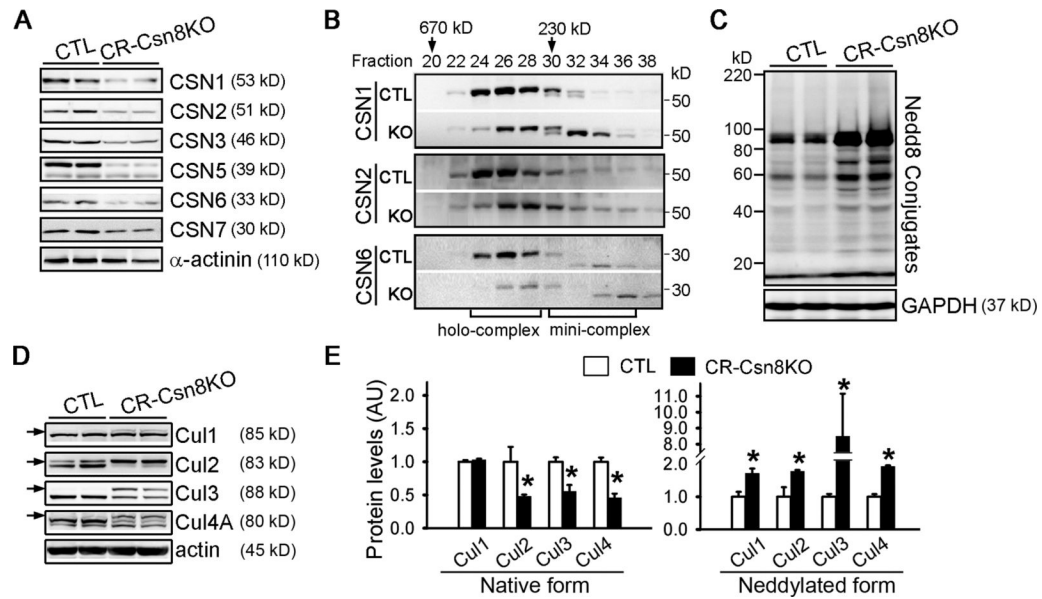 A
CTL CR-Csn8KO
CSN1 (53 kD)
CSN2 (51 kD)
CSN3 (46 kD)
CSN5 (39 kD)
CSN6 (33 kD)
CSN7 (30 kD)
α-actinin (110 kD)
B
670 kD 230 kD
Fraction 20 22 24 26 28 30 32 34 36 38
kD
CSN1 CTL 50
KO 50
CSN2 CTL 50
KO 50
CSN6 CTL 30
KO 30
holo-complex mini-complex
C
CTL CR-Csn8KO
kD
220
100
80
60
40
20
Nedd8 Conjugates
GAPDH (37 kD)
D
CTL CR-Csn8KO
Cul1 (85 kD)
Cul2 (83 kD)
Cul3 (88 kD)
Cul4A (80 kD)
actin (45 kD)
E
CTL CR-Csn8KO
Protein levels (AU)
2.0
1.5
1.0
0.5
0.0
* * *
Cul1 Cul2 Cul3 Cul4
Native form
11.0
10.0
9.0
8.0
2.0
1.0
0.0
* * * *
Cul1 Cul2 Cul3 Cul4
Neddylated form